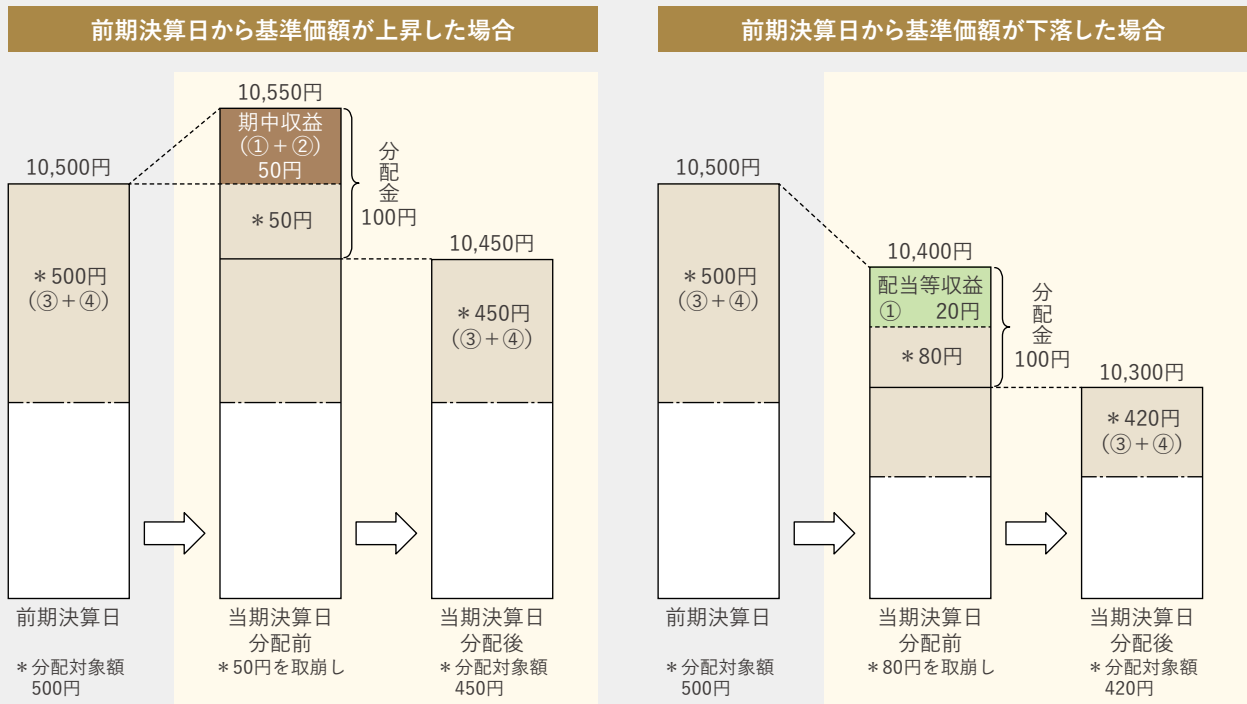 前期決算日から基準価額が上昇した場合
10,550円
期中収益
(①+②)
50円
10,500円
分配金
100円
*50円
10,450円
*500円
(③+④)
*450円
(③+④)
前期決算日
当期決算日
分配前
当期決算日
分配後
*分配対象額
500円
*50円を取崩し
*分配対象額
450円
前期決算日から基準価額が下落した場合
10,500円
10,400円
*500円
(③+④)
配当等収益
① 20円
分配金
100円
*80円
10,300円
*420円
(③+④)
前期決算日
当期決算日
分配前
当期決算日
分配後
*分配対象額
500円
*80円を取崩し
*分配対象額
420円